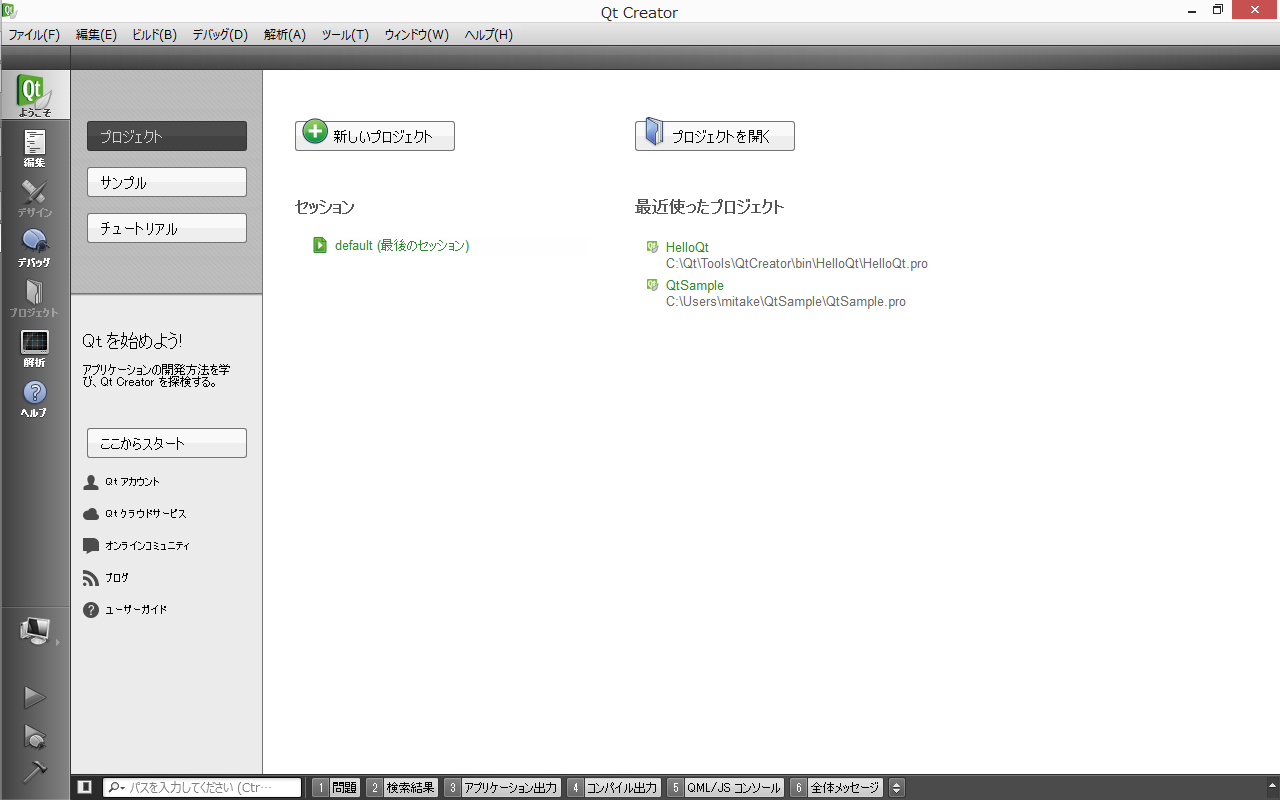 Qt Creator
ファイル(F) 編集(E) ビルド(B) デバッグ(D) 解析(A) ツール(T) ウィンドウ(W) ヘルプ(H)
Qt
ようこそ
編集
デザイン
デバッグ
プロジェクト
解析
ヘルプ
プロジェクト
サンプル
チュートリアル
Qt を始めよう!
アプリケーションの開発方法を学
び、Qt Creator を探検する。
ここからスタート
Qt アカウント
Qt クラウドサービス
オンラインコミュニティ
ブログ
ユーザーガイド
新しいプロジェクト
プロジェクトを開く
セッション
default (最後のセッション)
最近使ったプロジェクト
HelloQt
C:\Qt\Tools\QtCreator\bin\HelloQt\HelloQt.pro
QtSample
C:\Users\mitake\QtSample\QtSample.pro
パスを入力してください (Ctr… 1 問題 2 検索結果 3 アプリケーション出力 4 コンパイル出力 5 QML/JS コンソール 6 全体メッセージ